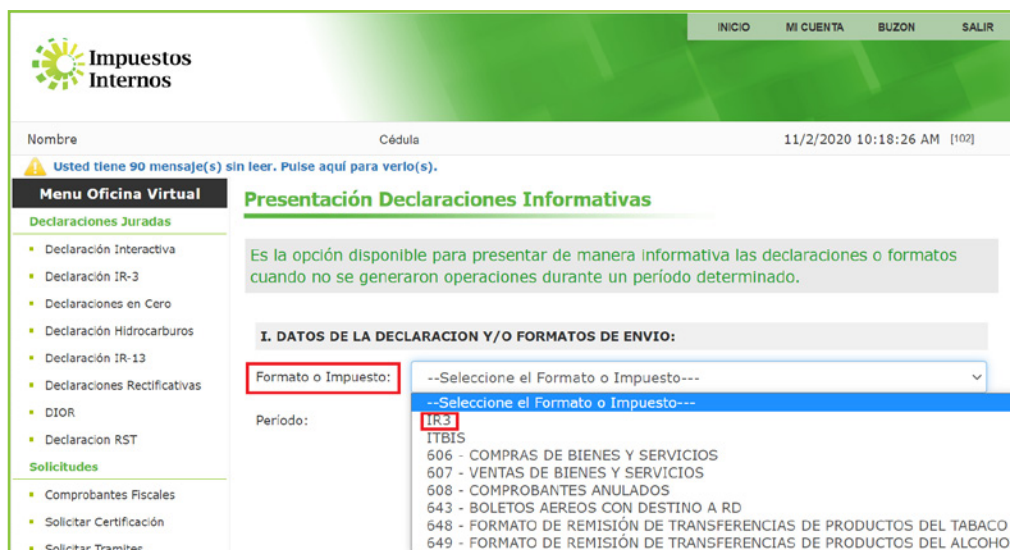 INICIO MI CUENTA BUZON SALIR
Impuestos
Internos
Nombre Cédula 11/2/2020 10:18:26 AM [102]
Usted tiene 90 mensaje(s) sin leer. Pulse aquí para verlo(s).
Menu Oficina Virtual
Declaraciones Juradas
Declaración Interactiva
Declaración IR-3
Declaraciones en Cero
Declaración Hidrocarburos
Declaración IR-13
Declaraciones Rectificativas
DIOR
Declaracion RST
Solicitudes
Comprobantes Fiscales
Solicitar Certificación
Solicitar Tramites
Presentación Declaraciones Informativas
Es la opción disponible para presentar de manera informativa las declaraciones o formatos
cuando no se generaron operaciones durante un período determinado.
I. DATOS DE LA DECLARACION Y/O FORMATOS DE ENVIO:
Formato o Impuesto: --Seleccione el Formato o Impuesto---
--Seleccione el Formato o Impuesto---
Período:
IR3
ITBIS
606 - COMPRAS DE BIENES Y SERVICIOS
607 - VENTAS DE BIENES Y SERVICIOS
608 - COMPROBANTES ANULADOS
643 - BOLETOS AEREOS CON DESTINO A RD
648 - FORMATO DE REMISIÓN DE TRANSFERENCIAS DE PRODUCTOS DEL TABACO
649 - FORMATO DE REMISIÓN DE TRANSFERENCIAS DE PRODUCTOS DEL ALCOHO